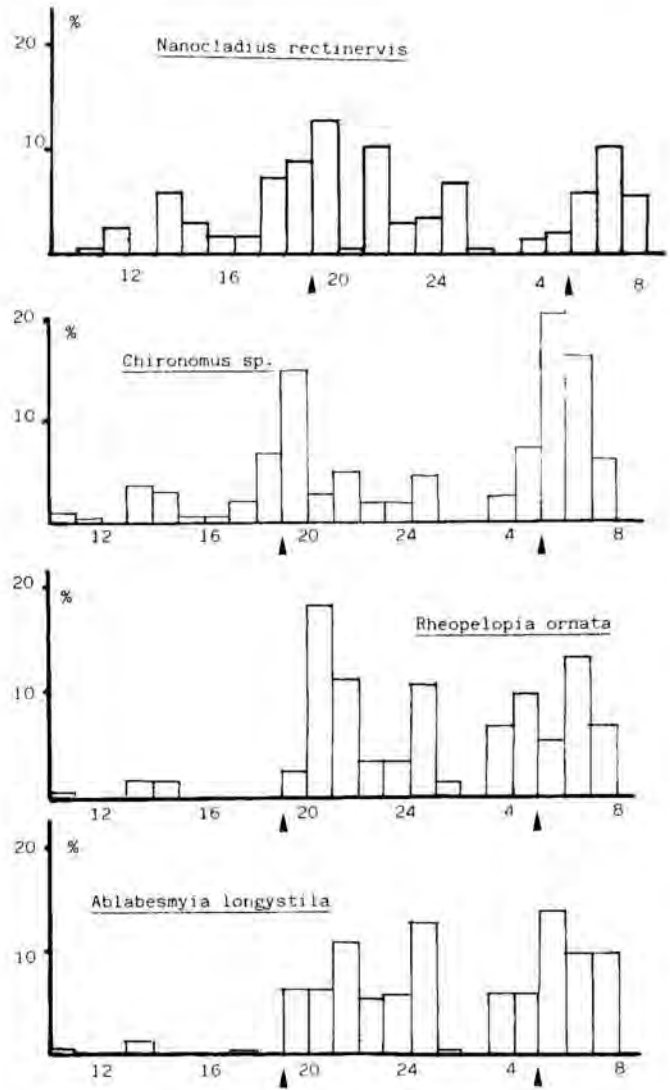 %
20
Nanocladius rectinervis
10
12 16 20 24 4 8
20
%
Chironomus sp.
10
12 16 20 24 4 8
20
%
Rheopelopia ornata
10
12 16 20 24 4 8
20
%
Ablabesmyia longystila
10
12 16 20 24 4 8